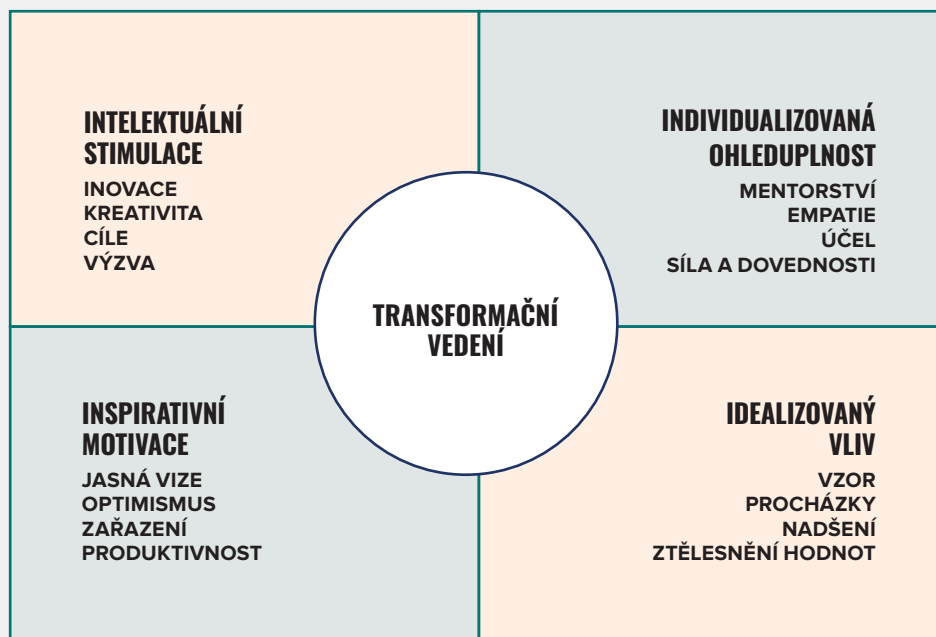 INTELEKTUÁLNÍ
STIMULACE
INOVACE
KREATIVITA
CÍLE
VÝZVA
INDIVIDUALIZOVANÁ
OHLEDUPLNOST
MENTORSTVÍ
EMPATIE
ÚČEL
SÍLA A DOVEDNOSTI
TRANSFORMAČNÍ
VEDENÍ
INSPIRATIVNÍ
MOTIVACE
JASNÁ VIZE
OPTIMISMUS
ZAŘAZENÍ
PRODUKTIVNOST
IDEALIZOVANÝ
VLIV
VZOR
PROCHÁZKY
NADŠENÍ
ZTĚLESNĚNÍ HODNOT